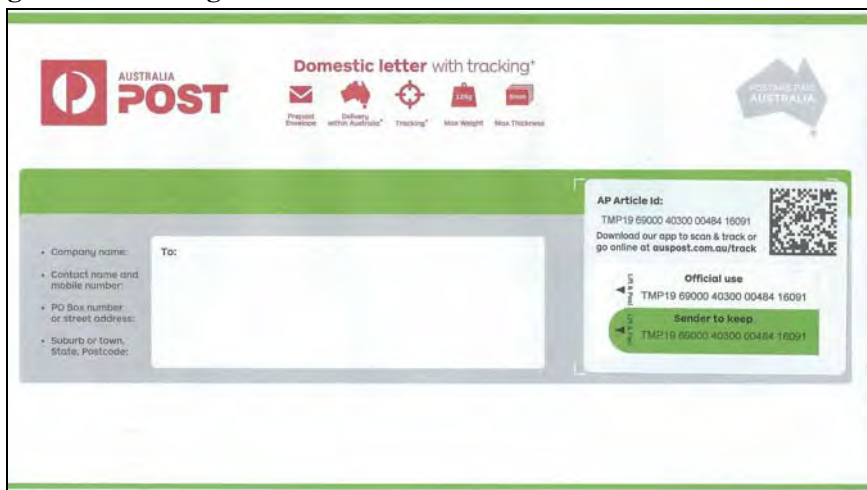 AUSTRALIA
POST
Domestic letter with tracking*
Prepaid Envelope
Delivery within Australia*
Tracking*
125g
Max Weight
5mm
Max Thickness
POSTAGE PAID
AUSTRALIA
AP Article Id:
TMP19 69000 40300 00484 16091
Download our app to scan & track or
go online at auspost.com.au/track
• Company name:
• Contact name and
mobile number:
• PO Box number
or street address:
• Suburb or town,
State, Postcode:
To:
Lift & Peel
Official use
TMP19 69000 40300 00484 16091
Lift & Peel
Sender to keep
TMP19 69000 40300 00484 16091